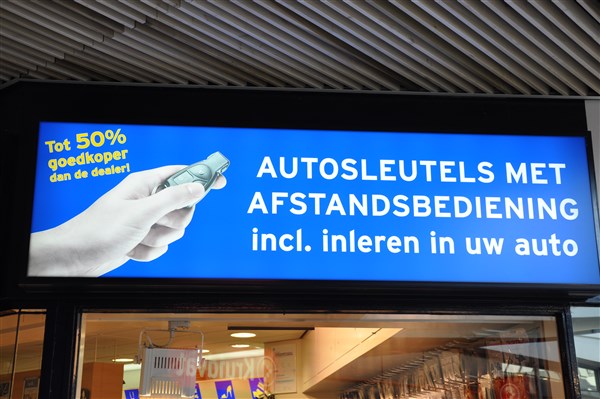 Tot 50%
goedkoper
dan de dealer!
AUTOSLEUTELS MET
AFSTANDSBEDIENING
incl. inleren in uw auto